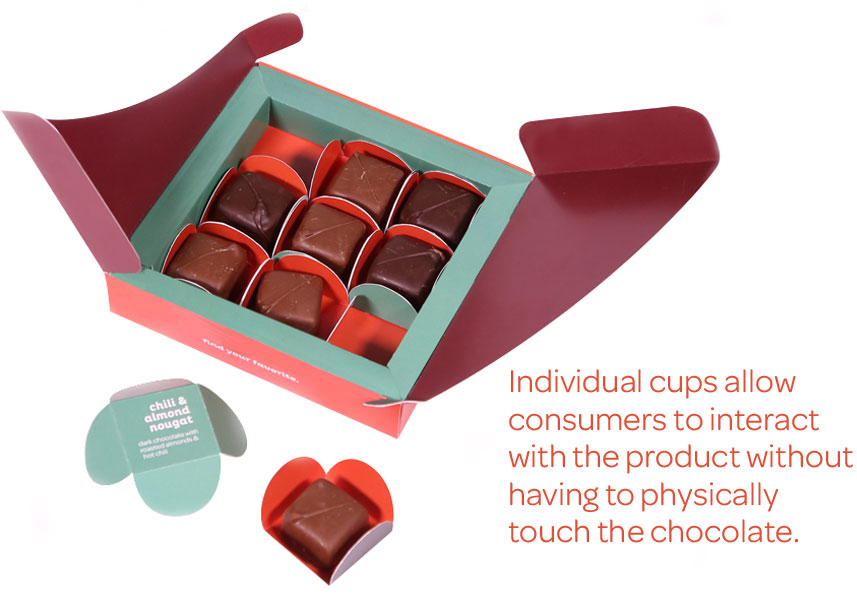 find your favorite.
chili &
almond
nougat
dark chocolate with
roasted almonds &
hot chili
Individual cups allow
consumers to interact
with the product without
having to physically
touch the chocolate.